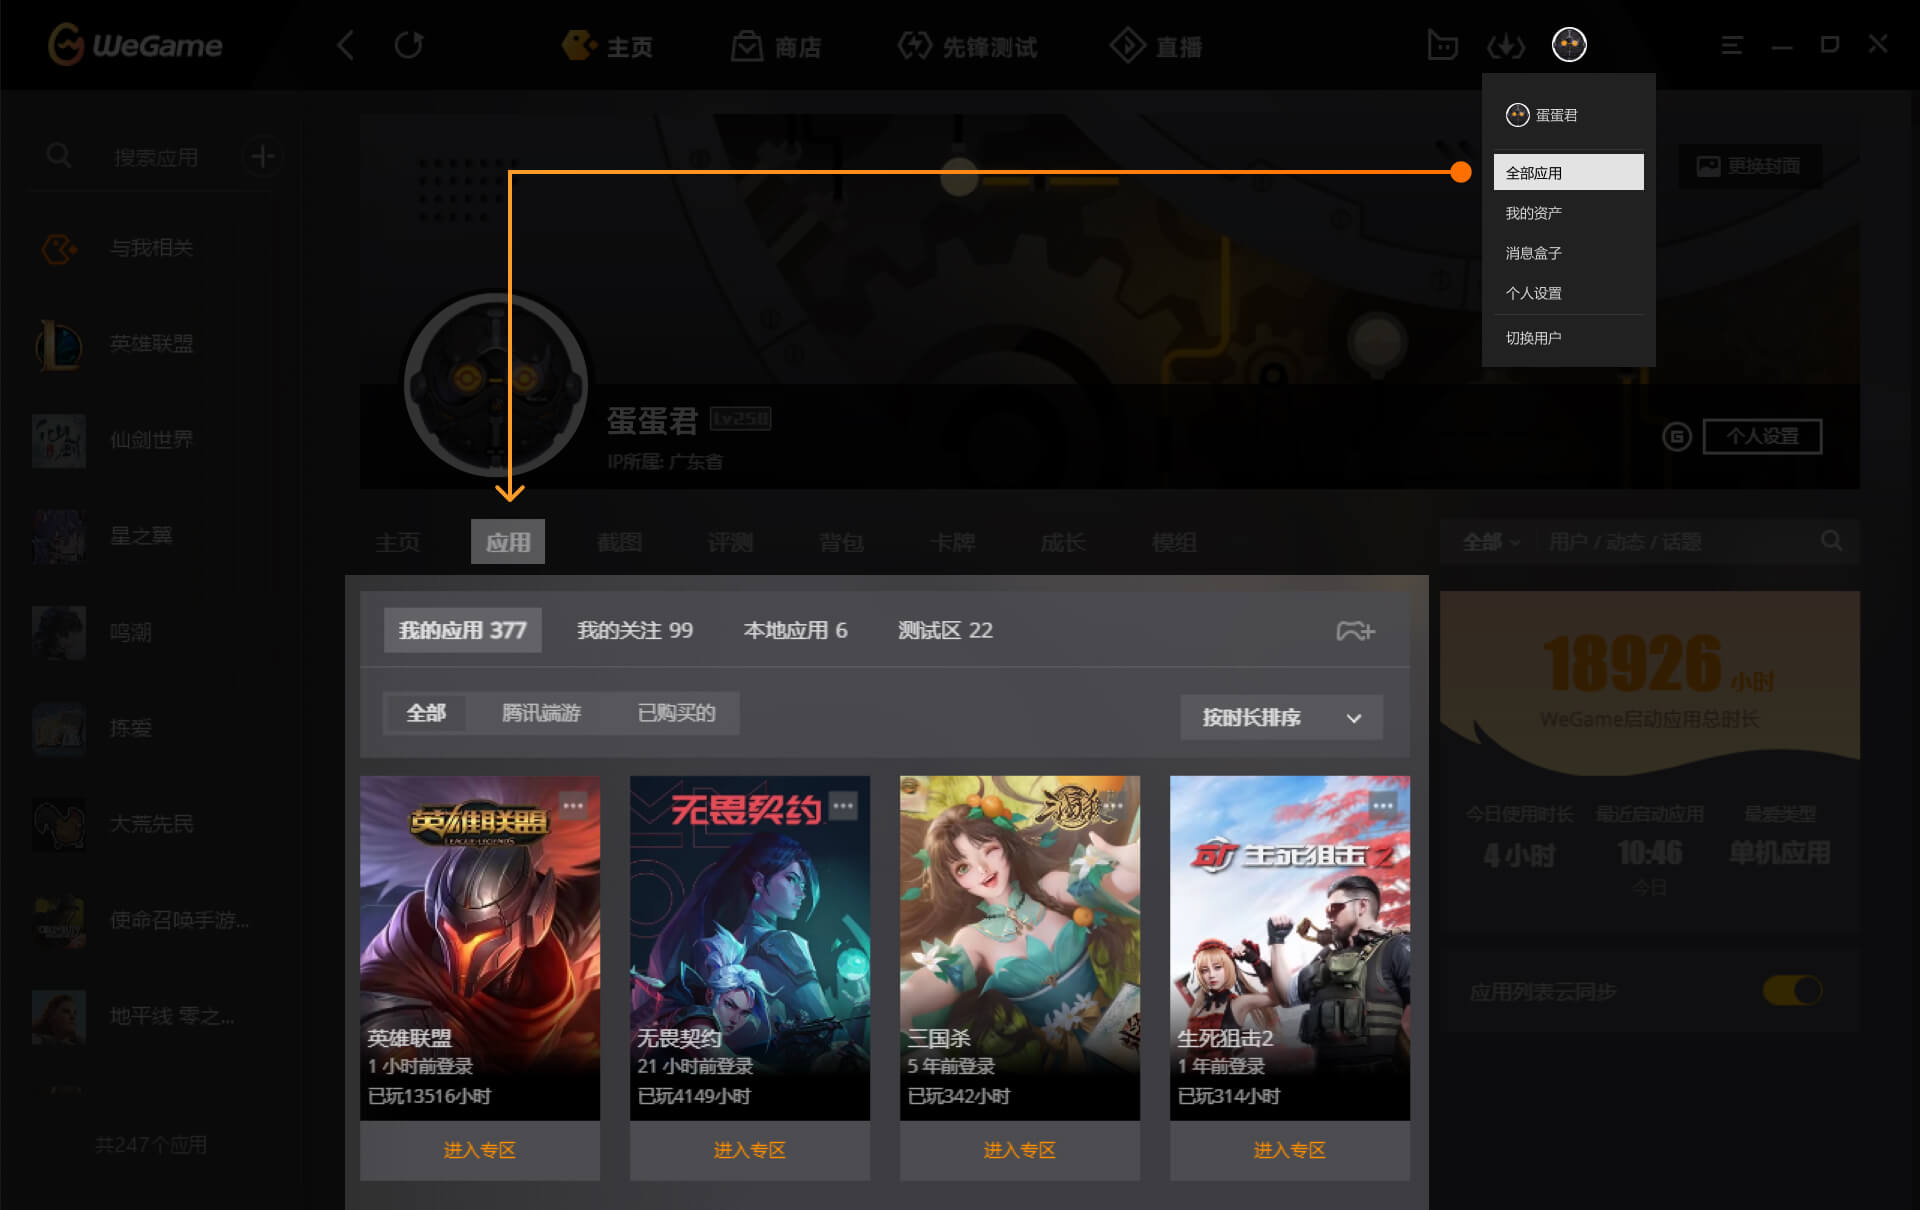 WeGame
主页
商店
先锋测试
直播
蛋蛋君
全部应用
我的资产
消息盒子
个人设置
切换用户
搜索应用
更换封面
与我相关
英雄联盟
仙剑世界
星之翼
鸣潮
拣爱
大荒先民
使命召唤手游...
地平线 零之...
共247个应用
蛋蛋君 Lv258
IP所属: 广东省
个人设置
主页 应用 截图 评测 背包 卡牌 成长 模组
全部 用户 / 动态 / 话题
我的应用 377 我的关注 99 本地应用 6 测试区 22
全部 腾讯端游 已购买的
按时长排序
英雄联盟
LEAGUE OF LEGENDS
英雄联盟
1 小时前登录
已玩13516小时
进入专区
无畏契约
无畏契约
21 小时前登录
已玩4149小时
进入专区
三国杀
三国杀
5 年前登录
已玩342小时
进入专区
生死狙击2
生死狙击2
1 年前登录
已玩314小时
进入专区
18926 小时
WeGame启动应用总时长
今日使用时长 最近启动应用 最爱类型
4 小时 10:46 单机应用
今日
应用列表云同步